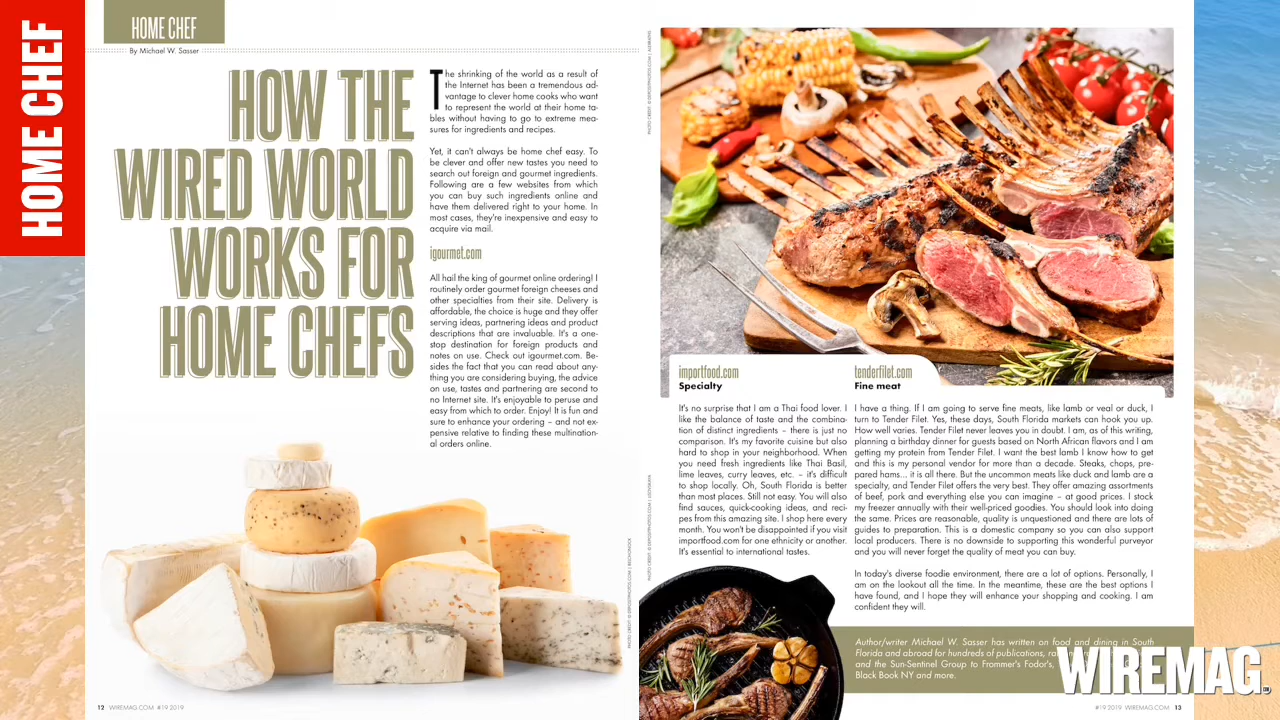 HOME CHEF
HOME CHEF
By Michael W. Sasser
HOW THE
WIRED WORLD
WORKS FOR
HOME CHEFS
The shrinking of the world as a result of
the Internet has been a tremendous ad-
vantage to clever home cooks who want
to represent the world at their home ta-
bles without having to go to extreme mea-
sures for ingredients and recipes.
Yet, it can't always be home chef easy. To
be clever and offer new tastes you need to
search out foreign and gourmet ingredients.
Following are a few websites from which
you can buy such ingredients online and
have them delivered right to your home. In
most cases, they're inexpensive and easy to
acquire via mail.
igourmet.com
All hail the king of gourmet online ordering! I
routinely order gourmet foreign cheeses and
other specialties from their site. Delivery is
affordable, the choice is huge and they offer
serving ideas, partnering ideas and product
descriptions that are invaluable. It's a one-
stop destination for foreign products and
notes on use. Check out igourmet.com. Be-
sides the fact that you can read about any-
thing you are considering buying, the advice
on use, tastes and partnering are second to
no Internet site. It's enjoyable to peruse and
easy from which to order. Enjoy! It is fun and
sure to enhance your ordering – and not ex-
pensive relative to finding these multination-
al orders online.
12 WIREMAG.COM #19 2019
importfood.com
Specialty
It's no surprise that I am a Thai food lover. I
like the balance of taste and the combina-
tion of distinct ingredients – there is just no
comparison. It's my favorite cuisine but also
hard to shop in your neighborhood. When
you need fresh ingredients like Thai Basil,
lime leaves, curry leaves, etc. – it's difficult
to shop locally. Oh, South Florida is better
than most places. Still not easy. You will also
find sauces, quick-cooking ideas, and reci-
pes from this amazing site. I shop here every
month. You won't be disappointed if you visit
importfood.com for one ethnicity or another.
It's essential to international tastes.
tenderfilet.com
Fine meat
I have a thing. If I am going to serve fine meats, like lamb or veal or duck, I
turn to Tender Filet. Yes, these days, South Florida markets can hook you up.
How well varies. Tender Filet never leaves you in doubt. I am, as of this writing,
planning a birthday dinner for guests based on North African flavors and I am
getting my protein from Tender Filet. I want the best lamb I know how to get
and this is my personal vendor for more than a decade. Steaks, chops, pre-
pared hams... it is all there. But the uncommon meats like duck and lamb are a
specialty, and Tender Filet offers the very best. They offer amazing assortments
of beef, pork and everything else you can imagine – at good prices. I stock
my freezer annually with their well-priced goodies. You should look into doing
the same. Prices are reasonable, quality is unquestioned and there are lots of
guides to preparation. This is a domestic company so you can also support
local producers. There is no downside to supporting this wonderful purveyor
and you will never forget the quality of meat you can buy.
In today's diverse foodie environment, there are a lot of options. Personally, I
am on the lookout all the time. In the meantime, these are the best options I
have found, and I hope they will enhance your shopping and cooking. I am
confident they will.
Author/writer Michael W. Sasser has written on food and dining in South
Florida and abroad for hundreds of publications,
and the Sun-Sentinel Group to Frommer's Fodor's,
Black Book NY and more.
WIREMAG
#19 2019 WIREMAG.COM 13